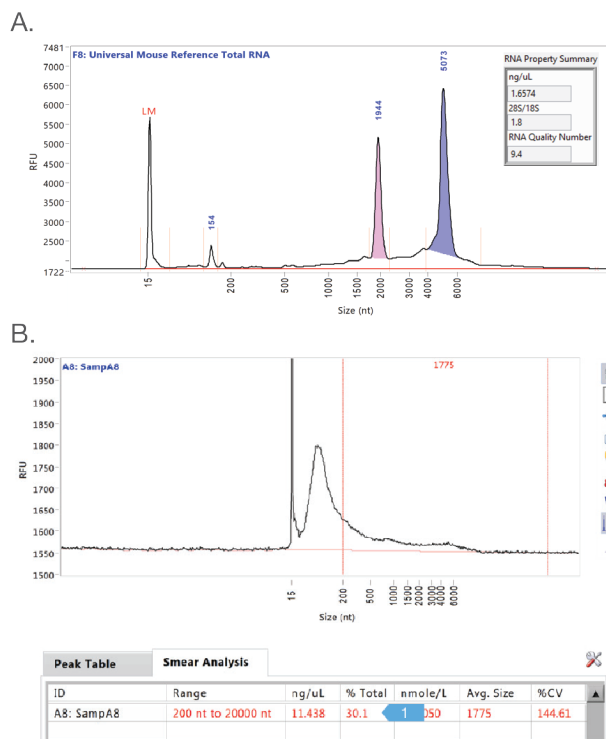 A.
7481
F8: Universal Mouse Reference Total RNA
7000
6500
6000
5500
5000
4500
4000
3500
3000
2500
1722
RFU
LM
154
1944
5073
RNA Property Summary
ng/uL
1.6574
28S/18S
1.8
RNA Quality Number
9.4
15 200 500 1000 1500 2000 3000 4000 6000
Size (nt)
B.
2000
A8: SampA8
1775
1950
1900
1850
1800
1750
1700
1650
1600
1550
1500
RFU
15 200 500 1000 1500 2000 3000 4000 6000
Size (nt)
Peak Table Smear Analysis
ID Range ng/uL % Total nmole/L Avg. Size %CV
A8: SampA8 200 nt to 20000 nt 11.438 30.1 1 050 1775 144.61